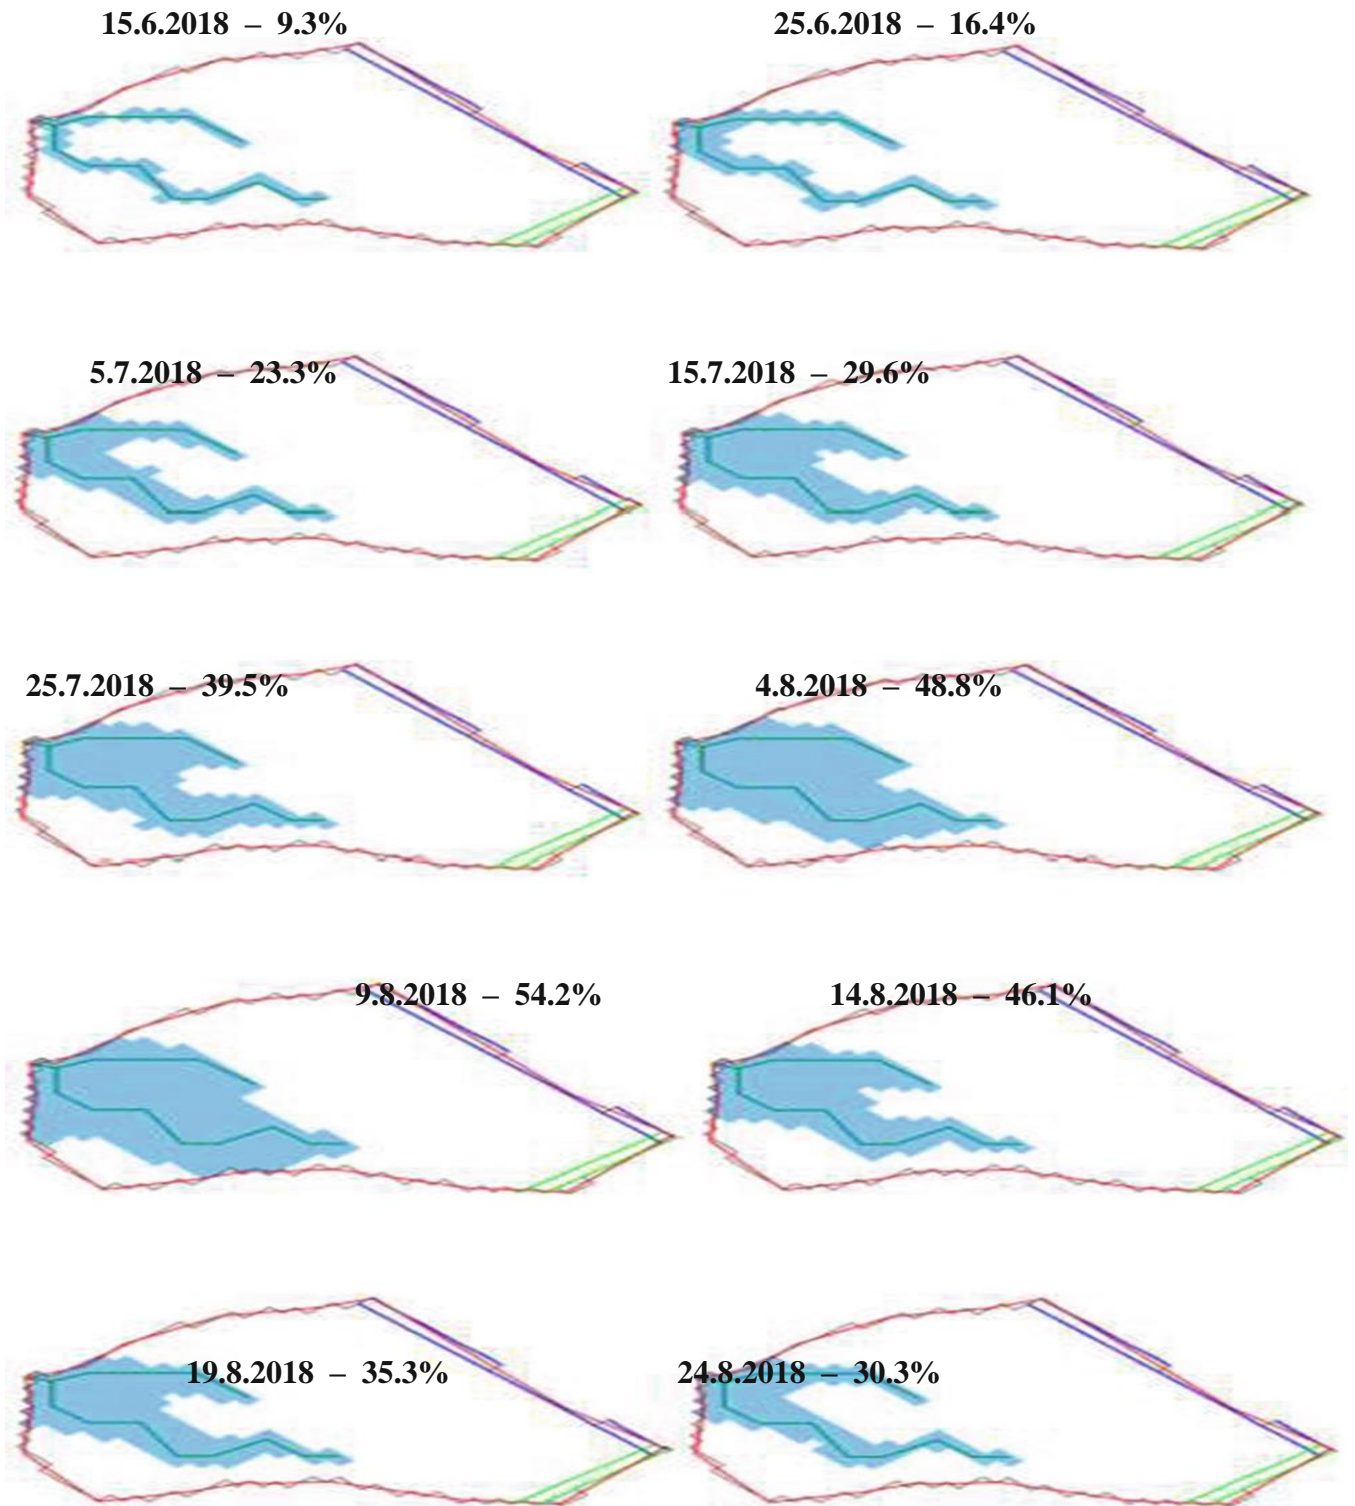 15.6.2018 – 9.3%
25.6.2018 – 16.4%
5.7.2018 – 23.3%
15.7.2018 – 29.6%
25.7.2018 – 39.5%
4.8.2018 – 48.8%
9.8.2018 – 54.2%
14.8.2018 – 46.1%
19.8.2018 – 35.3%
24.8.2018 – 30.3%